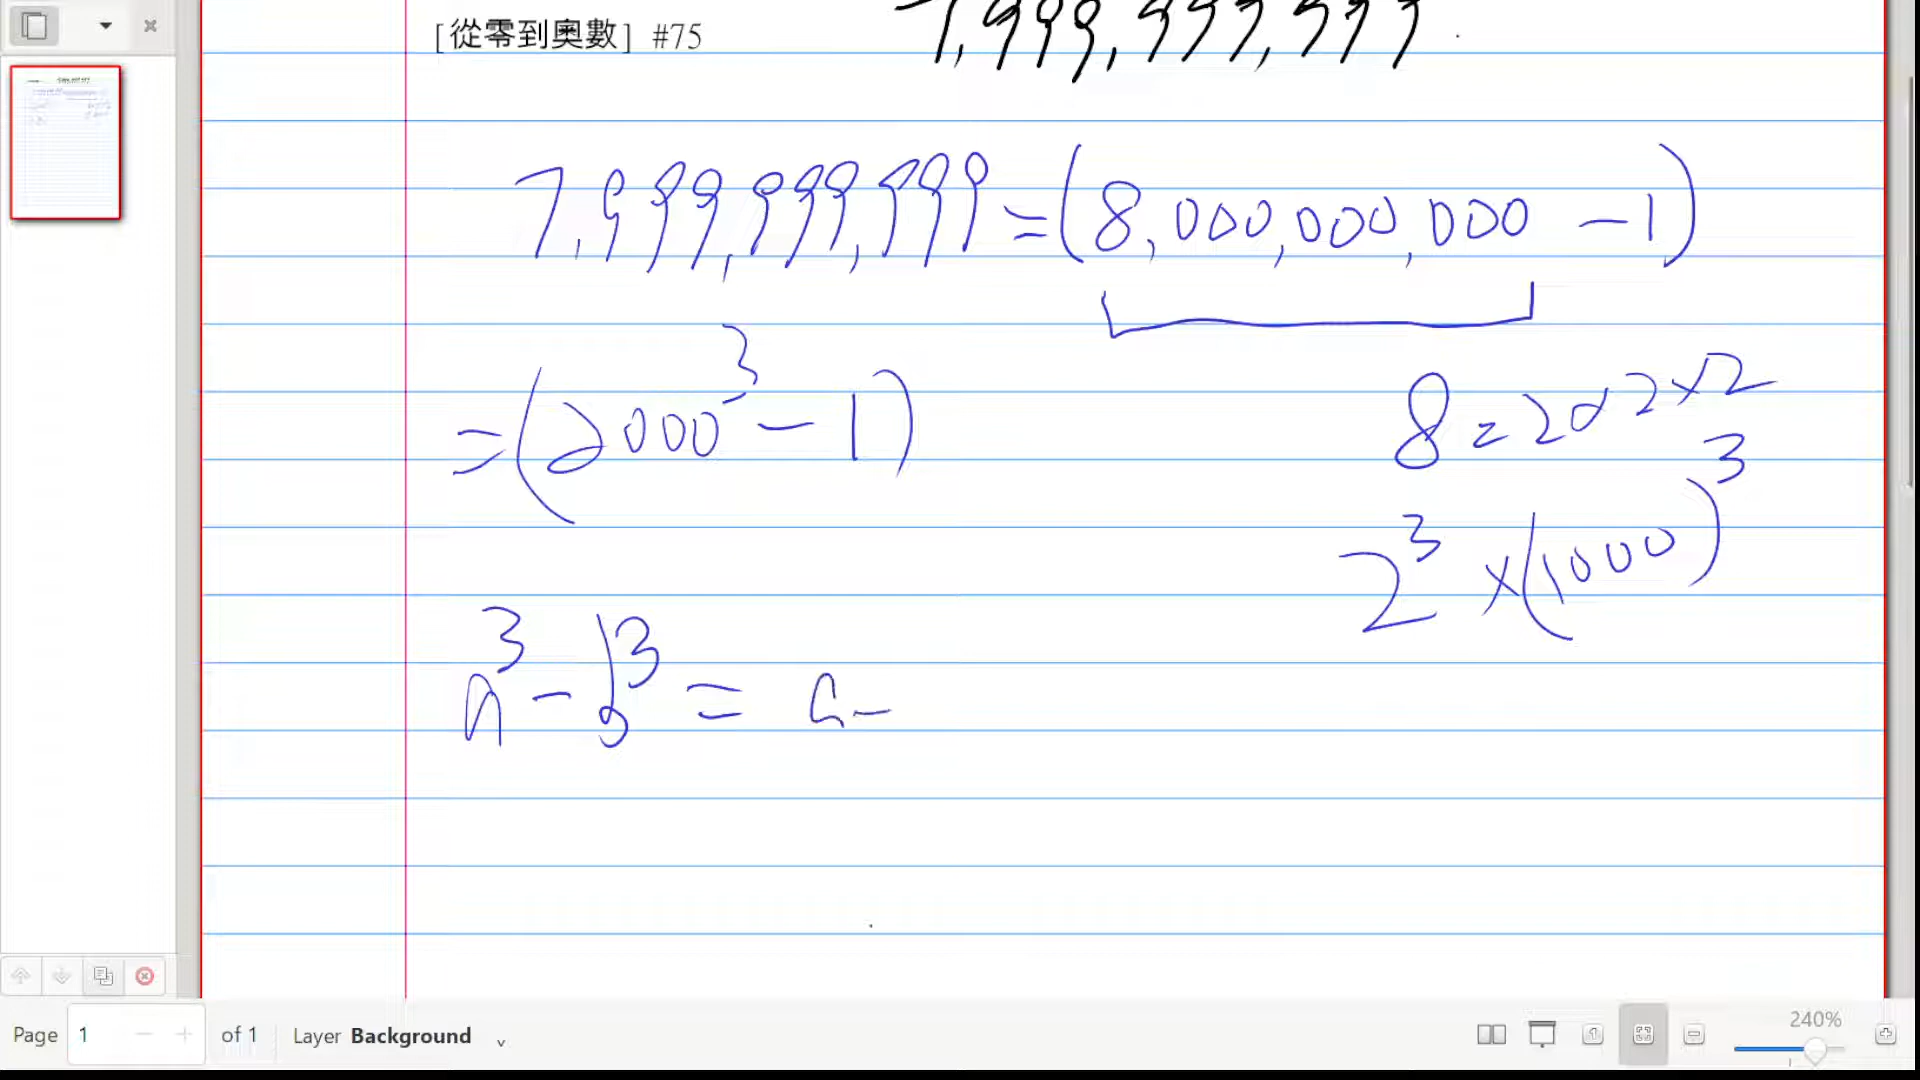 [從零到奧數] #75
7,999,999,999
7,999,999,999 = (8,000,000,000 - 1)
= (2000³ - 1)
8 = 2×2×2
2³ × (1000)³
a³ - b³ = a-
Page 1 of 1 Layer Background
240%